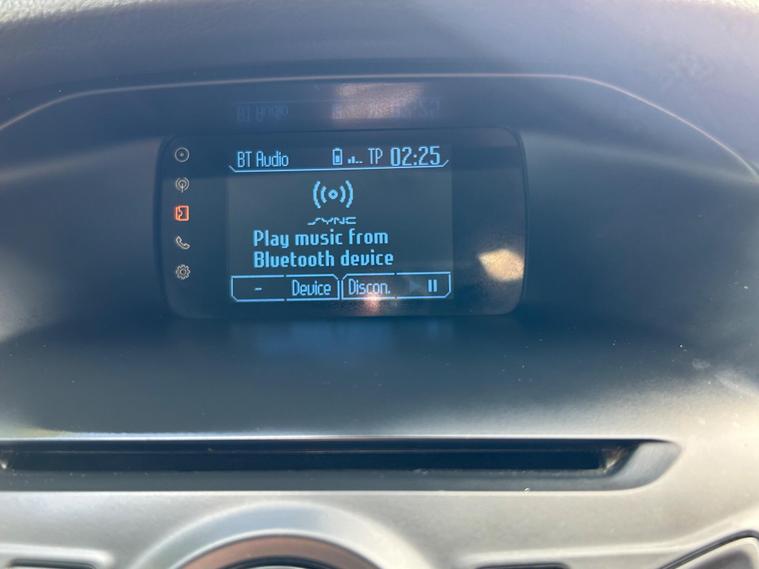 BT Audio TP 02:25
SYNC
Play music from
Bluetooth device
- Device Discon.